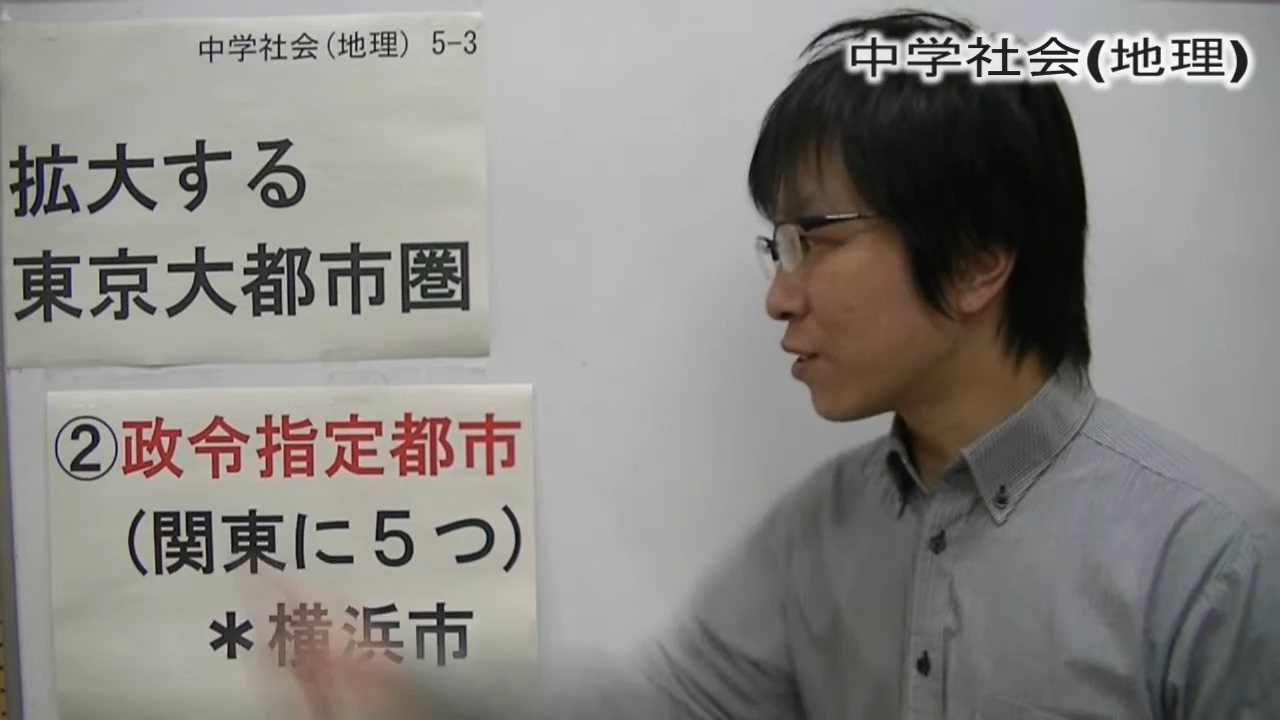 中学社会(地理) 5-3
拡大する
東京大都市圏
②政令指定都市
(関東に5つ)
*横浜市
中学社会(地理)